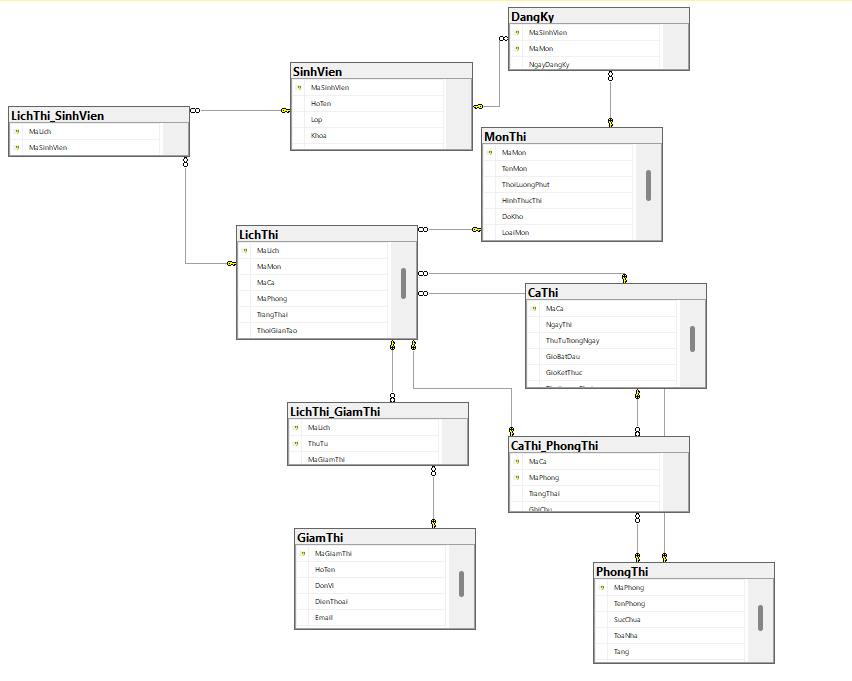 DangKy
MaSinhVien
MaMon
NgayDangKy
SinhVien
MaSinhVien
HoTen
Lop
Khoa
LichThi_SinhVien
MaLich
MaSinhVien
MonThi
MaMon
TenMon
ThoiLuongPhut
HinhThucThi
DoKho
LoaiMon
LichThi
MaLich
MaMon
MaCa
MaPhong
TrangThai
ThoiGianTao
CaThi
MaCa
NgayThi
ThuTuTrongNgay
GioBatDau
GioKetThuc
LichThi_GiamThi
MaLich
ThuTu
MaGiamThi
CaThi_PhongThi
MaCa
MaPhong
TrangThai
GhiChu
GiamThi
MaGiamThi
HoTen
DonVi
DienThoai
Email
PhongThi
MaPhong
TenPhong
SucChua
ToaNha
Tang